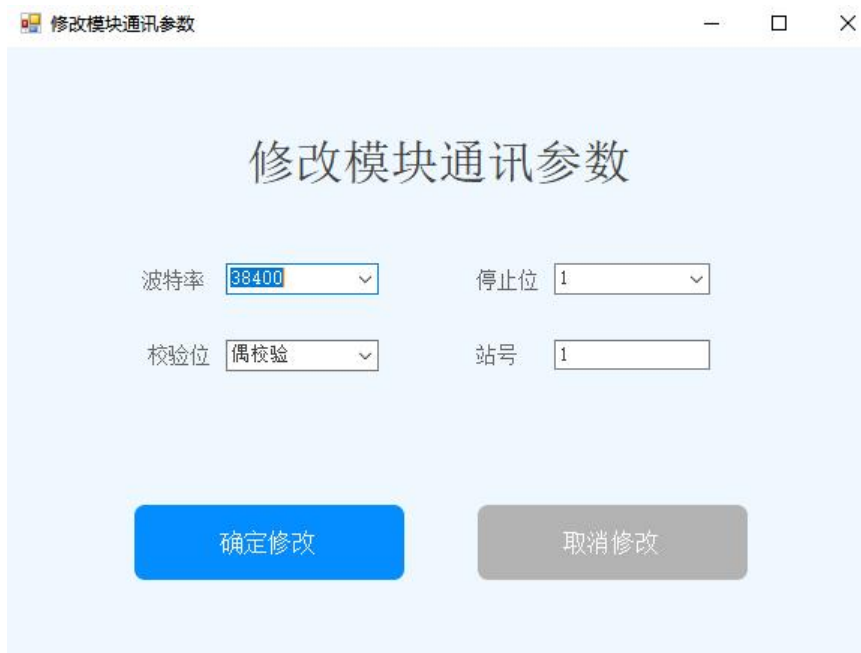 修改模块通讯参数
修改模块通讯参数
波特率 38400 停止位 1
校验位 偶校验 站号 1
确定修改 取消修改